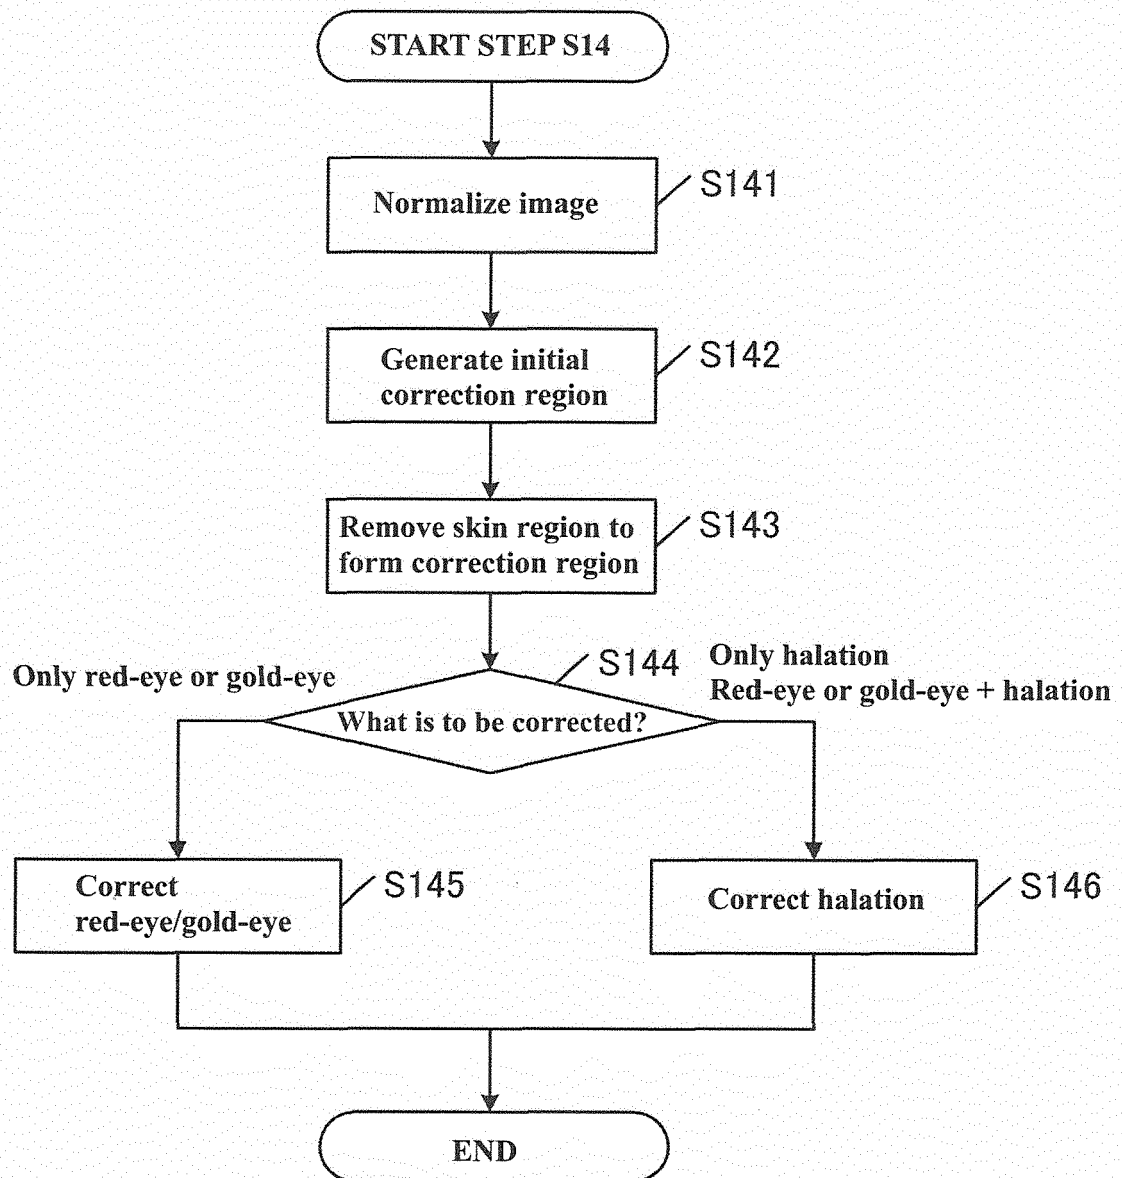 START STEP S14
Normalize image
S141
Generate initial
correction region
S142
Remove skin region to
form correction region
S143
S144
Only red-eye or gold-eye
Only halation
Red-eye or gold-eye + halation
What is to be corrected?
Correct
red-eye/gold-eye
S145
Correct halation
S146
END